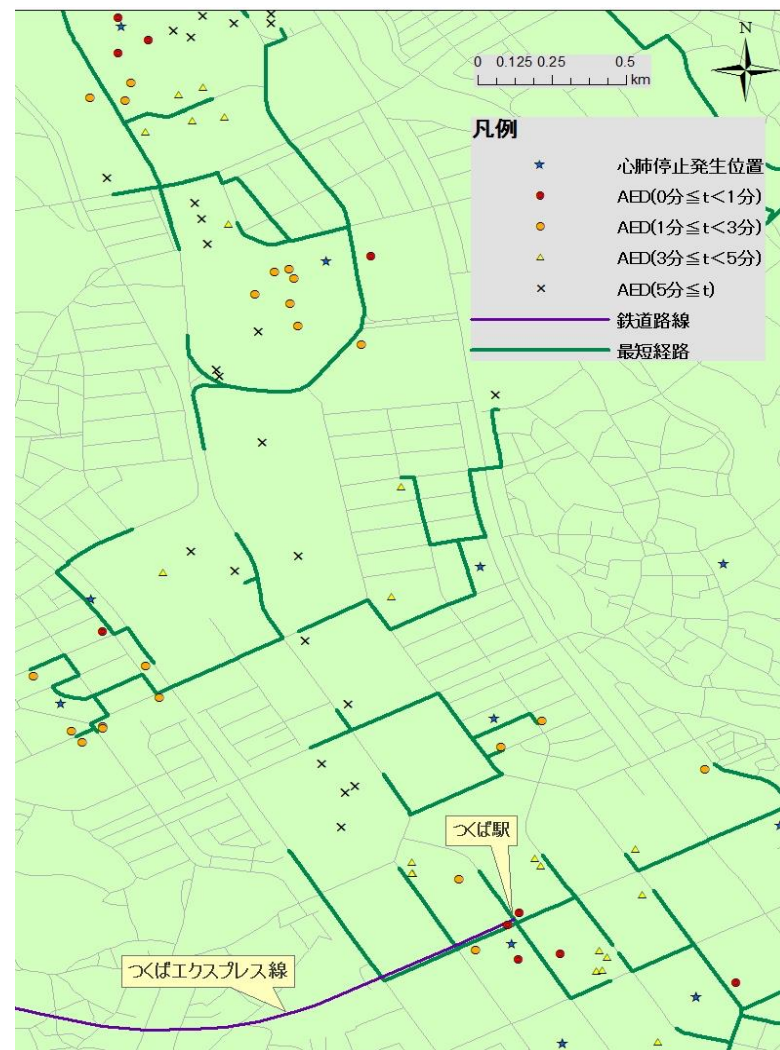 N
0 0.125 0.25 0.5
km
凡例
心肺停止発生位置
AED(0分≦t<1分)
AED(1分≦t<3分)
AED(3分≦t<5分)
AED(5分≦t)
鉄道路線
最短経路
つくば駅
つくばエクスプレス線